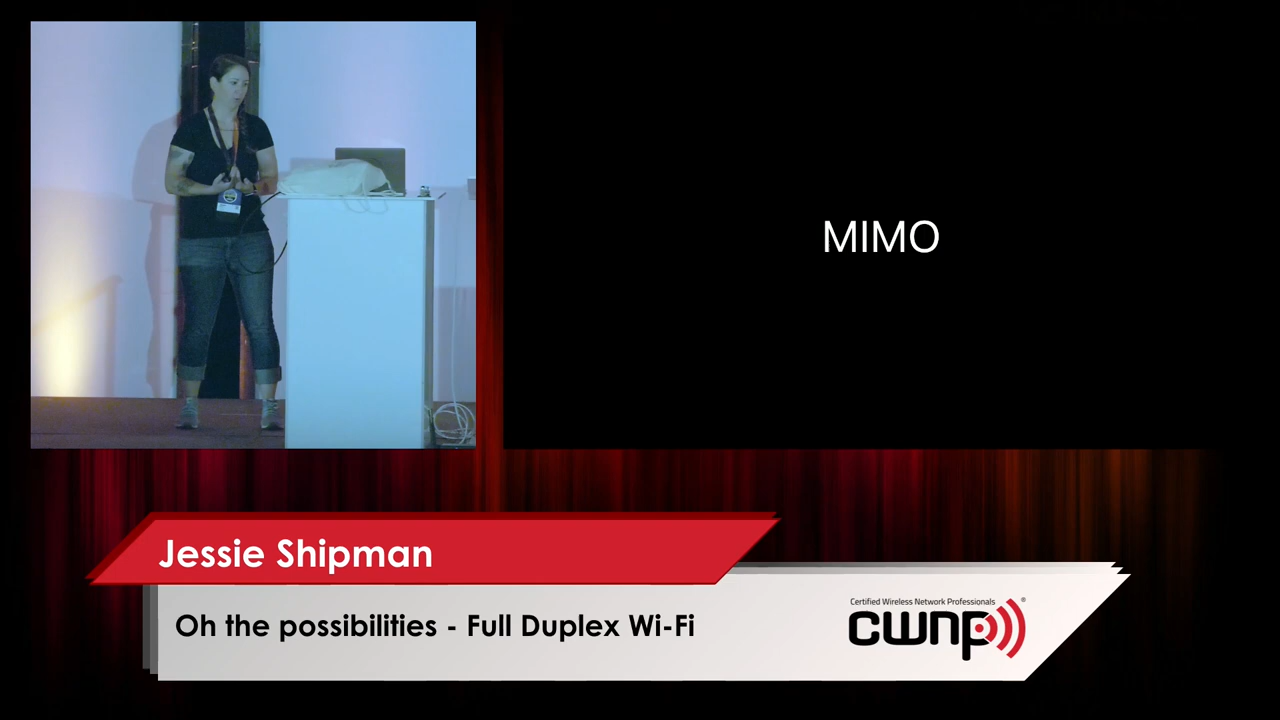 MIMO
Jessie Shipman
Oh the possibilities - Full Duplex Wi-Fi
Certified Wireless Network Professionals
cwnp
®